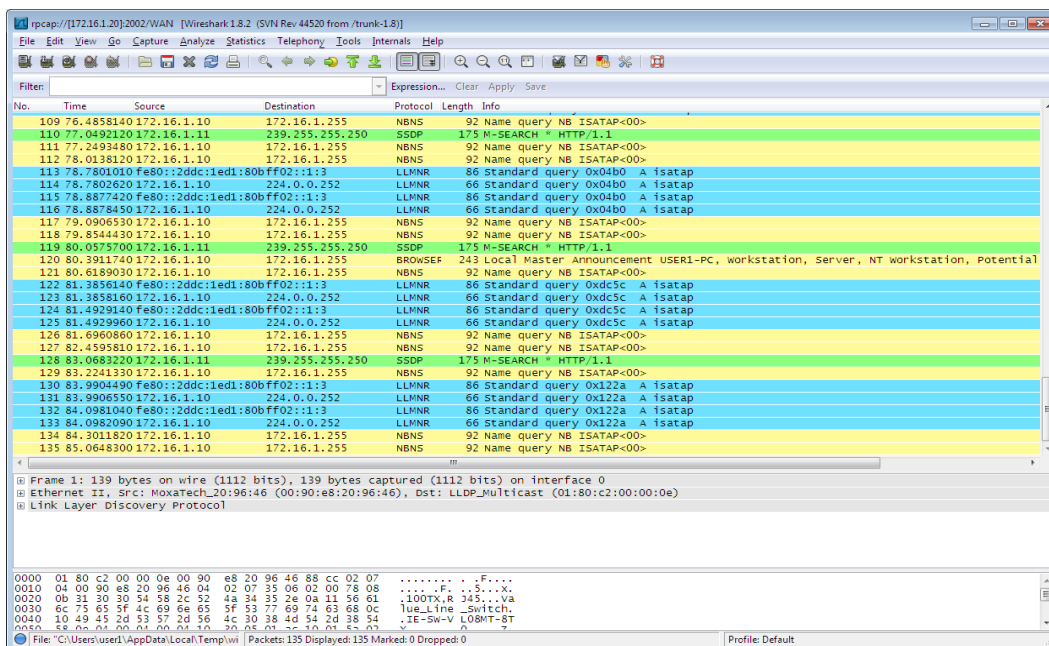 rpcap://[172.16.1.20]:2002/WAN [Wireshark 1.8.2 (SVN Rev 44520 from /trunk-1.8)]
File Edit View Go Capture Analyze Statistics Telephony Tools Internals Help
Filter: Expression... Clear Apply Save
No. Time Source Destination Protocol Length Info
109 76.4858140 172.16.1.10 172.16.1.255 NBNS 92 Name query NB ISATAP<00>
110 77.0492120 172.16.1.11 239.255.255.250 SSDP 175 M-SEARCH * HTTP/1.1
111 77.2493480 172.16.1.10 172.16.1.255 NBNS 92 Name query NB ISATAP<00>
112 78.0138120 172.16.1.10 172.16.1.255 NBNS 92 Name query NB ISATAP<00>
113 78.7801010 fe80::2ddc:1ed1:80bf ff02::1:3 LLMNR 86 Standard query 0x04b0 A isatap
114 78.7802620 172.16.1.10 224.0.0.252 LLMNR 66 Standard query 0x04b0 A isatap
115 78.8877420 fe80::2ddc:1ed1:80bf ff02::1:3 LLMNR 86 Standard query 0x04b0 A isatap
116 78.8878450 172.16.1.10 224.0.0.252 LLMNR 66 Standard query 0x04b0 A isatap
117 79.0906530 172.16.1.10 172.16.1.255 NBNS 92 Name query NB ISATAP<00>
118 79.8544430 172.16.1.10 172.16.1.255 NBNS 92 Name query NB ISATAP<00>
119 80.0575700 172.16.1.11 239.255.255.250 SSDP 175 M-SEARCH * HTTP/1.1
120 80.3911740 172.16.1.10 172.16.1.255 BROWSER 243 Local Master Announcement USER1-PC, Workstation, Server, NT Workstation, Potential
121 80.6189030 172.16.1.10 172.16.1.255 NBNS 92 Name query NB ISATAP<00>
122 81.3856140 fe80::2ddc:1ed1:80bf ff02::1:3 LLMNR 86 Standard query 0xdc5c A isatap
123 81.3858160 172.16.1.10 224.0.0.252 LLMNR 66 Standard query 0xdc5c A isatap
124 81.4929140 fe80::2ddc:1ed1:80bf ff02::1:3 LLMNR 86 Standard query 0xdc5c A isatap
125 81.4929960 172.16.1.10 224.0.0.252 LLMNR 66 Standard query 0xdc5c A isatap
126 81.6960860 172.16.1.10 172.16.1.255 NBNS 92 Name query NB ISATAP<00>
127 82.4595810 172.16.1.10 172.16.1.255 NBNS 92 Name query NB ISATAP<00>
128 83.0683220 172.16.1.11 239.255.255.250 SSDP 175 M-SEARCH * HTTP/1.1
129 83.2241330 172.16.1.10 172.16.1.255 NBNS 92 Name query NB ISATAP<00>
130 83.9904490 fe80::2ddc:1ed1:80bf ff02::1:3 LLMNR 86 Standard query 0x122a A isatap
131 83.9906550 172.16.1.10 224.0.0.252 LLMNR 66 Standard query 0x122a A isatap
132 84.0981040 fe80::2ddc:1ed1:80bf ff02::1:3 LLMNR 86 Standard query 0x122a A isatap
133 84.0982090 172.16.1.10 224.0.0.252 LLMNR 66 Standard query 0x122a A isatap
134 84.3011820 172.16.1.10 172.16.1.255 NBNS 92 Name query NB ISATAP<00>
135 85.0648300 172.16.1.10 172.16.1.255 NBNS 92 Name query NB ISATAP<00>
Frame 1: 139 bytes on wire (1112 bits), 139 bytes captured (1112 bits) on interface 0
Ethernet II, Src: MoxaTech_20:96:46 (00:90:e8:20:96:46), Dst: LLDP_Multicast (01:80:c2:00:00:0e)
Link Layer Discovery Protocol
0000 01 80 c2 00 00 0e 00 90 e8 20 96 46 88 cc 02 07 ........ . .F....
0010 04 00 90 e8 20 96 46 04 02 07 35 06 02 00 78 08 .... .F. ..5...x.
0020 0b 31 30 30 54 58 2c 52 4a 34 35 2e 0a 11 56 61 .100TX,R J45...Va
0030 6c 75 65 5f 4c 69 6e 65 5f 53 77 69 74 63 68 0c lue_Line _Switch.
0040 10 49 45 2d 53 57 2d 56 4c 30 38 4d 54 2d 38 54 .IE-SW-V L08MT-8T
File: "C:\Users\user1\AppData\Local\Temp\wi Packets: 135 Displayed: 135 Marked: 0 Dropped: 0 Profile: Default